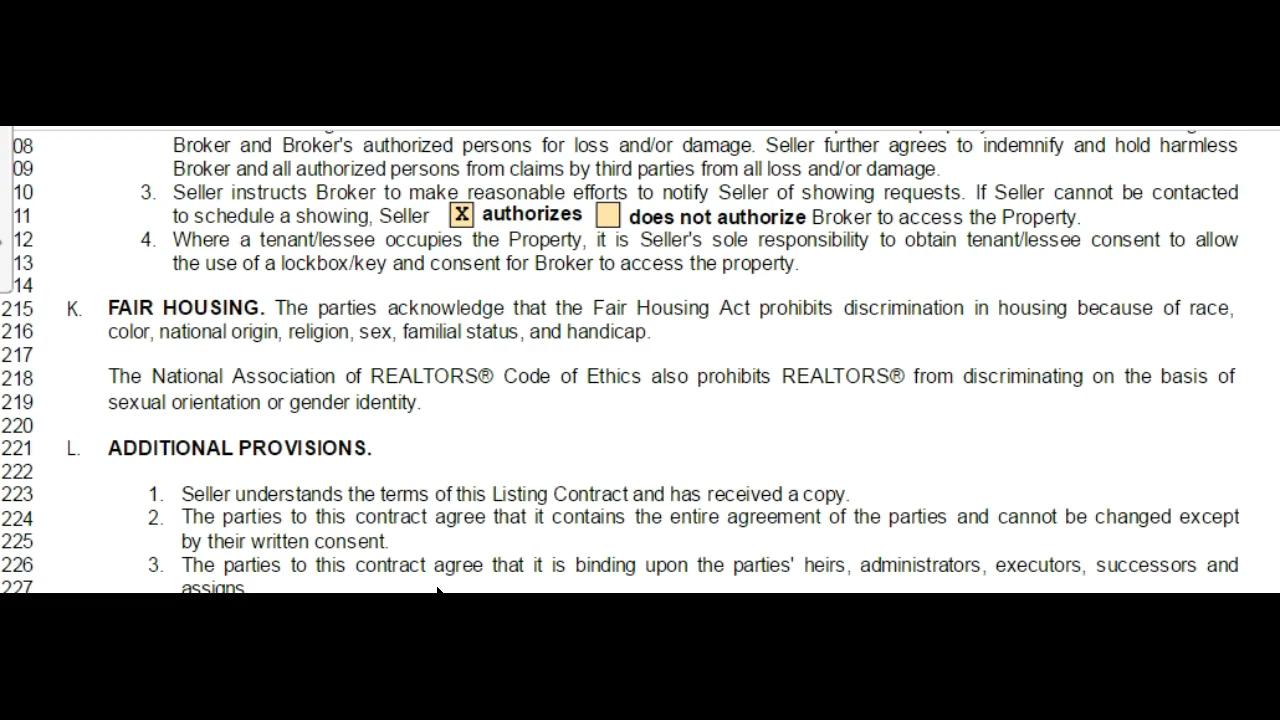 08 Broker and Broker's authorized persons for loss and/or damage. Seller further agrees to indemnify and hold harmless
09 Broker and all authorized persons from claims by third parties from all loss and/or damage.
10 3. Seller instructs Broker to make reasonable efforts to notify Seller of showing requests. If Seller cannot be contacted
11 to schedule a showing, Seller X authorizes does not authorize Broker to access the Property.
12 4. Where a tenant/lessee occupies the Property, it is Seller's sole responsibility to obtain tenant/lessee consent to allow
13 the use of a lockbox/key and consent for Broker to access the property.
14
215 K. FAIR HOUSING. The parties acknowledge that the Fair Housing Act prohibits discrimination in housing because of race,
216 color, national origin, religion, sex, familial status, and handicap.
217
218 The National Association of REALTORS® Code of Ethics also prohibits REALTORS® from discriminating on the basis of
219 sexual orientation or gender identity.
220
221 L. ADDITIONAL PROVISIONS.
222
223 1. Seller understands the terms of this Listing Contract and has received a copy.
224 2. The parties to this contract agree that it contains the entire agreement of the parties and cannot be changed except
225 by their written consent.
226 3. The parties to this contract agree that it is binding upon the parties' heirs, administrators, executors, successors and
227 assigns.